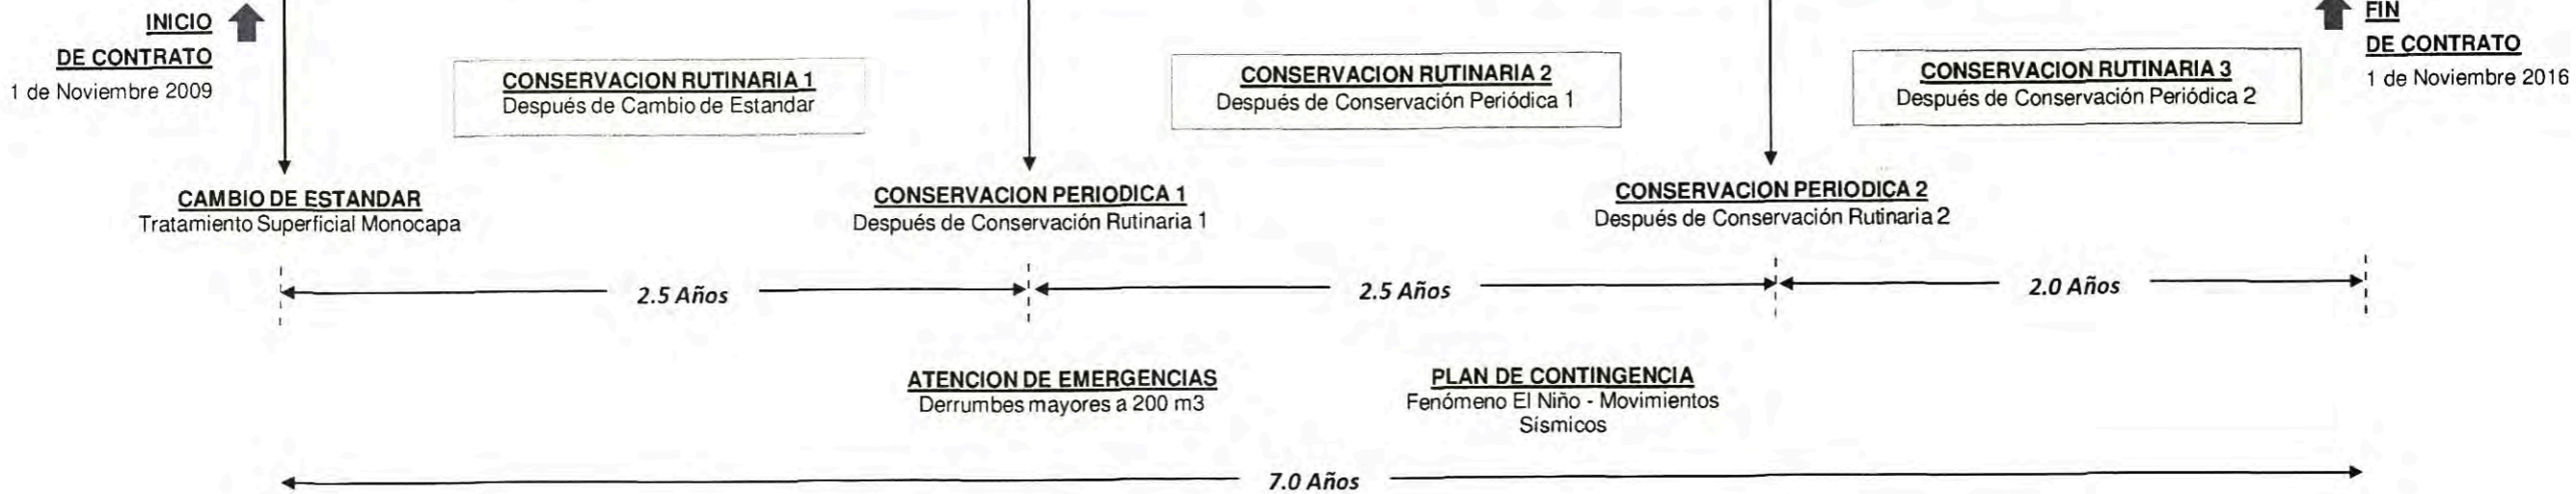 INICIO
DE CONTRATO
1 de Noviembre 2009
CONSERVACION RUTINARIA 1
Después de Cambio de Estandar
CONSERVACION RUTINARIA 2
Después de Conservación Periódica 1
CONSERVACION RUTINARIA 3
Después de Conservación Periódica 2
FIN
DE CONTRATO
1 de Noviembre 2016
CAMBIO DE ESTANDAR
Tratamiento Superficial Monocapa
CONSERVACION PERIODICA 1
Después de Conservación Rutinaria 1
CONSERVACION PERIODICA 2
Después de Conservación Rutinaria 2
2.5 Años
2.5 Años
2.0 Años
ATENCION DE EMERGENCIAS
Derrumbes mayores a 200 m3
PLAN DE CONTINGENCIA
Fenómeno El Niño - Movimientos
Sísmicos
7.0 Años